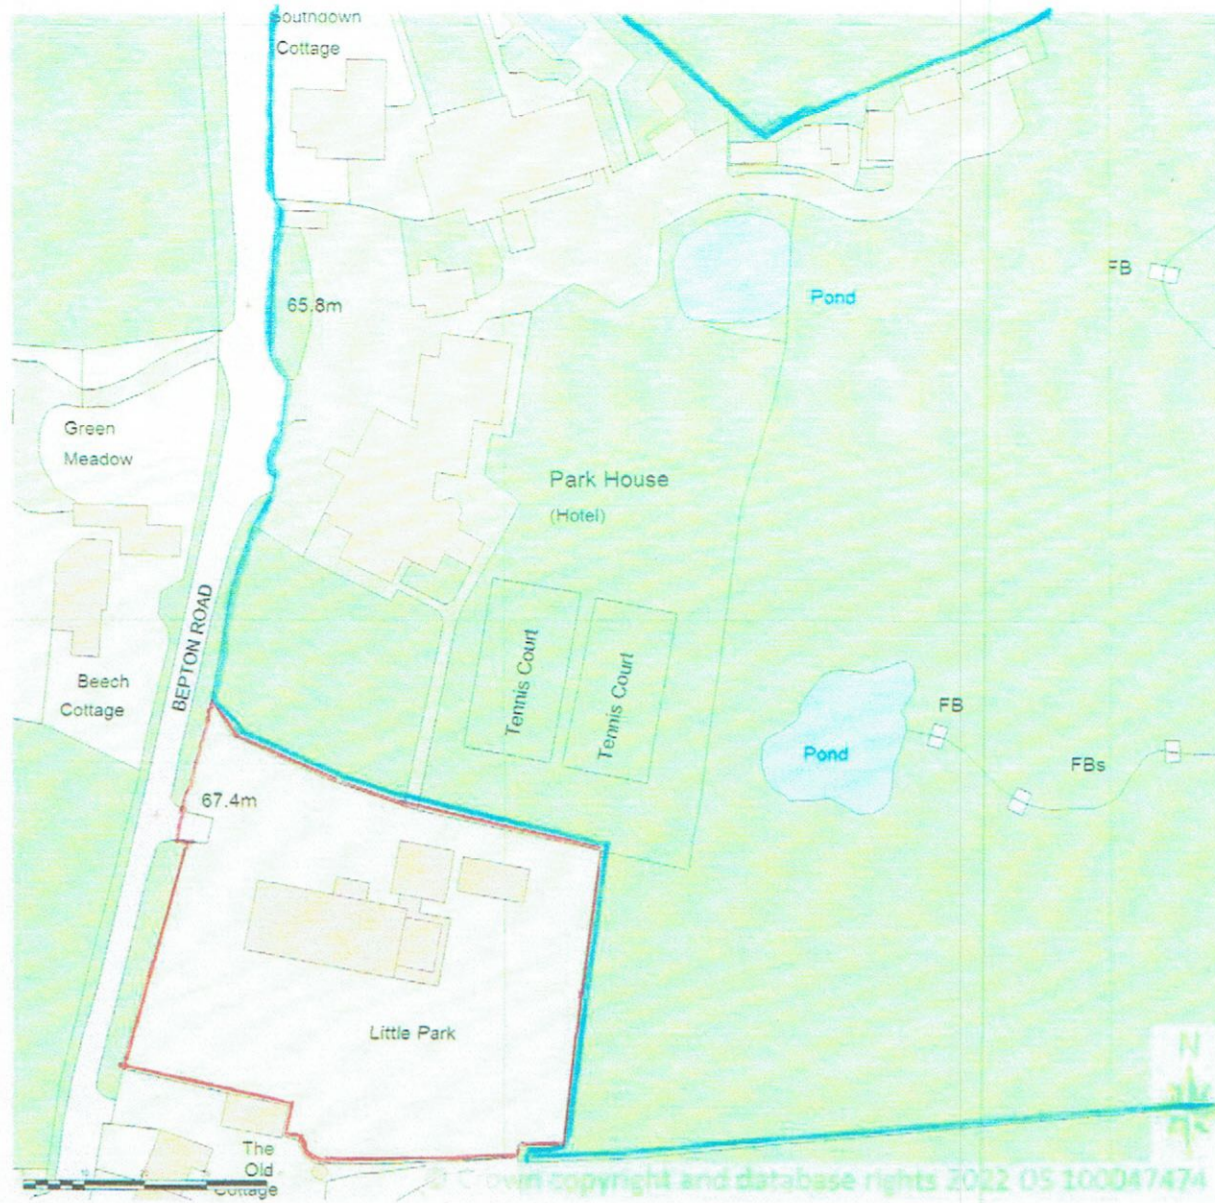 Southdown
Cottage
FB
65.8m
Pond
Green
Meadow
Park House
(Hotel)
BEPTON ROAD
Tennis Court
Tennis Court
Beech
Cottage
FB
Pond
FBs
67.4m
Little Park
N
The
Old
Cottage
© Crown copyright and database rights 2022 OS 100047474